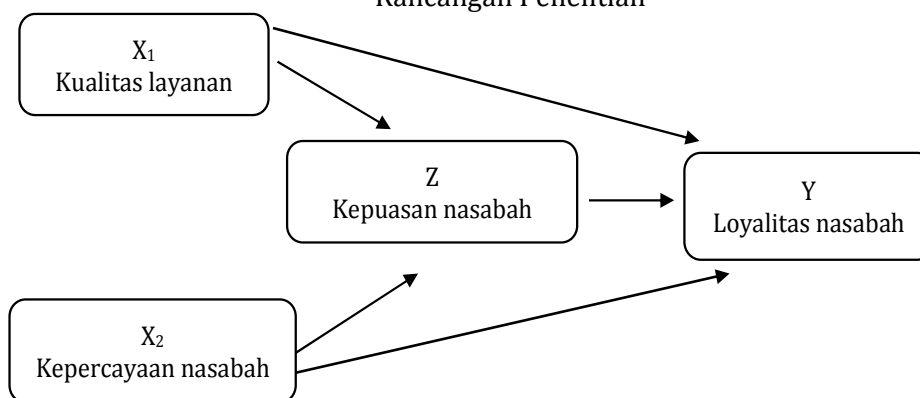 Rancangan Penelitian
X₁
Kualitas layanan
Z
Kepuasan nasabah
Y
Loyalitas nasabah
X₂
Kepercayaan nasabah